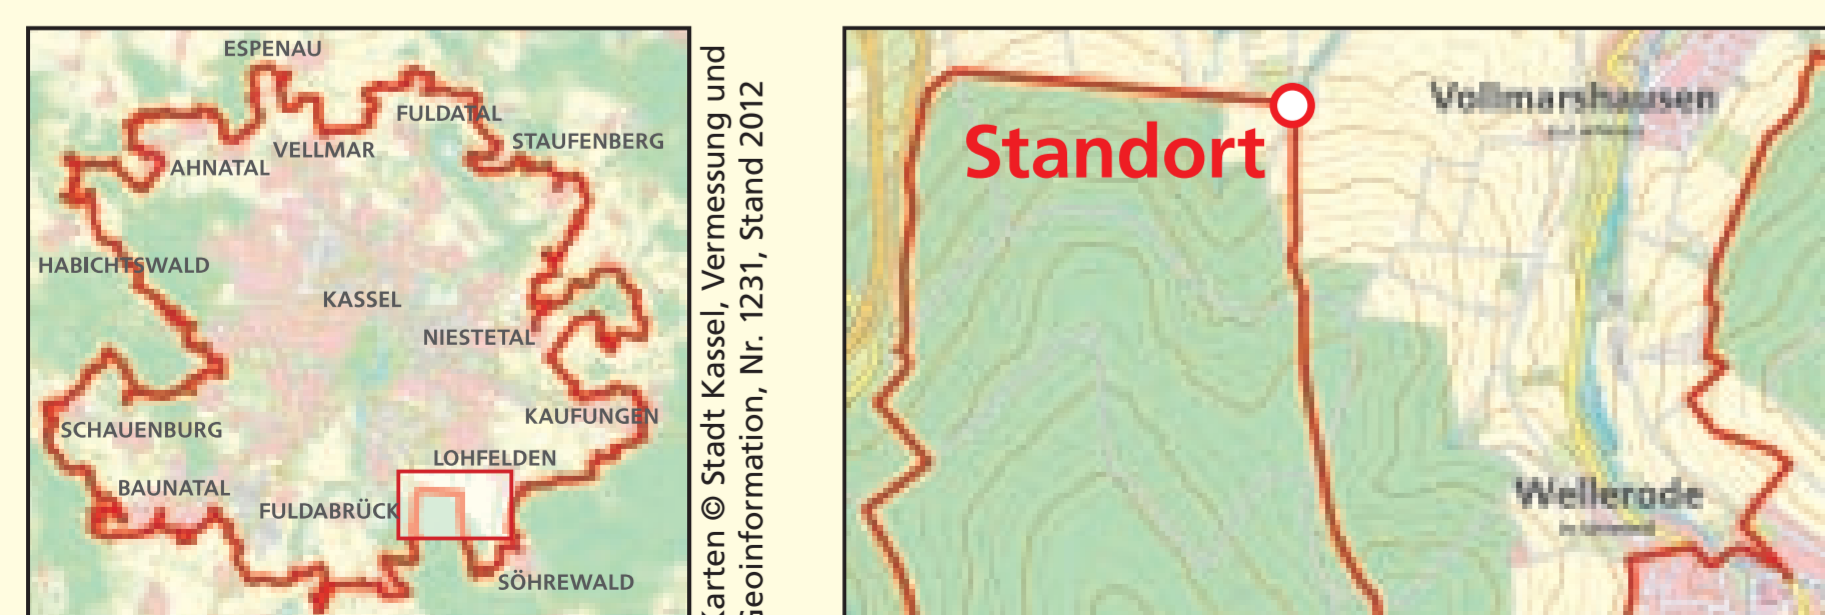 ESPENAU
FULDATAL
STAUFENBERG
VELLMAR
AHNATAL
HABICHTSWALD
KASSEL
NIESTETAL
KAUFUNGEN
SCHAUENBURG
LOHFELDEN
BAUNATAL
FULDABRÜCK
SÖHREWALD
Karten © Stadt Kassel, Vermessung und
Geoinformation, Nr. 1231, Stand 2012
Standort
Vollmarshausen
Wellerode